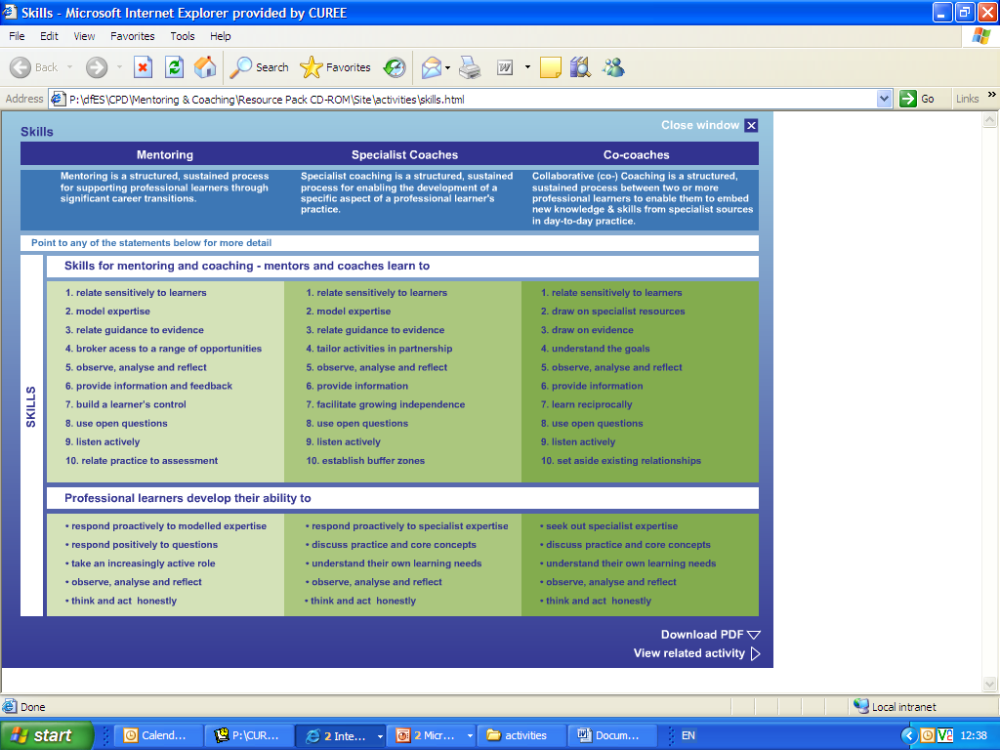 Skills - Microsoft Internet Explorer provided by CUREE
File Edit View Favorites Tools Help
Back Search Favorites
Address P:\dfES\CPD\Mentoring & Coaching\Resource Pack CD-ROM\Site\activities\skills.html Go Links »
Skills
Close window
Mentoring Specialist Coaches Co-coaches
Mentoring is a structured, sustained process
for supporting professional learners through
significant career transitions.
Specialist coaching is a structured, sustained
process for enabling the development of a
specific aspect of a professional learner's
practice.
Collaborative (co-) Coaching is a structured,
sustained process between two or more
professional learners to enable them to embed
new knowledge & skills from specialist sources
in day-to-day practice.
Point to any of the statements below for more detail
SKILLS
Skills for mentoring and coaching - mentors and coaches learn to
1. relate sensitively to learners
2. model expertise
3. relate guidance to evidence
4. broker acess to a range of opportunities
5. observe, analyse and reflect
6. provide information and feedback
7. build a learner's control
8. use open questions
9. listen actively
10. relate practice to assessment
1. relate sensitively to learners
2. model expertise
3. relate guidance to evidence
4. tailor activities in partnership
5. observe, analyse and reflect
6. provide information
7. facilitate growing independence
8. use open questions
9. listen actively
10. establish buffer zones
1. relate sensitively to learners
2. draw on specialist resources
3. draw on evidence
4. understand the goals
5. observe, analyse and reflect
6. provide information
7. learn reciprocally
8. use open questions
9. listen actively
10. set aside existing relationships
Professional learners develop their ability to
• respond proactively to modelled expertise
• respond positively to questions
• take an increasingly active role
• observe, analyse and reflect
• think and act honestly
• respond proactively to specialist expertise
• discuss practice and core concepts
• understand their own learning needs
• observe, analyse and reflect
• think and act honestly
• seek out specialist expertise
• discuss practice and core concepts
• understand their own learning needs
• observe, analyse and reflect
• think and act honestly
Download PDF
View related activity
Done Local intranet
start Calend... P:\CUR... 2 Inte... 2 Micr... activities Docum... EN 12:38